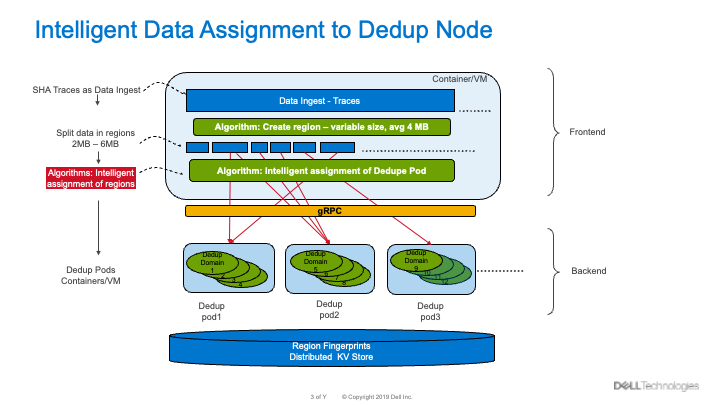 Intelligent Data Assignment to Dedup Node
Container/VM
SHA Traces as Data Ingest
Data Ingest - Traces
Algorithm: Create region – variable size, avg 4 MB
Split data in regions
2MB – 6MB
Frontend
Algorithms: Intelligent
assignment of regions
Algorithm: Intelligent assignment of Dedupe Pod
gRPC
Dedup
Domain
1
2
3
4
Dedup
Domain
5
6
7
8
Dedup
Domain
9
10
11
12
Dedup Pods
Containers/VM
Backend
Dedup
pod1
Dedup
pod2
Dedup
pod3
Region Fingerprints
Distributed KV Store
DELLTechnologies
3 of Y
© Copyright 2019 Dell Inc.